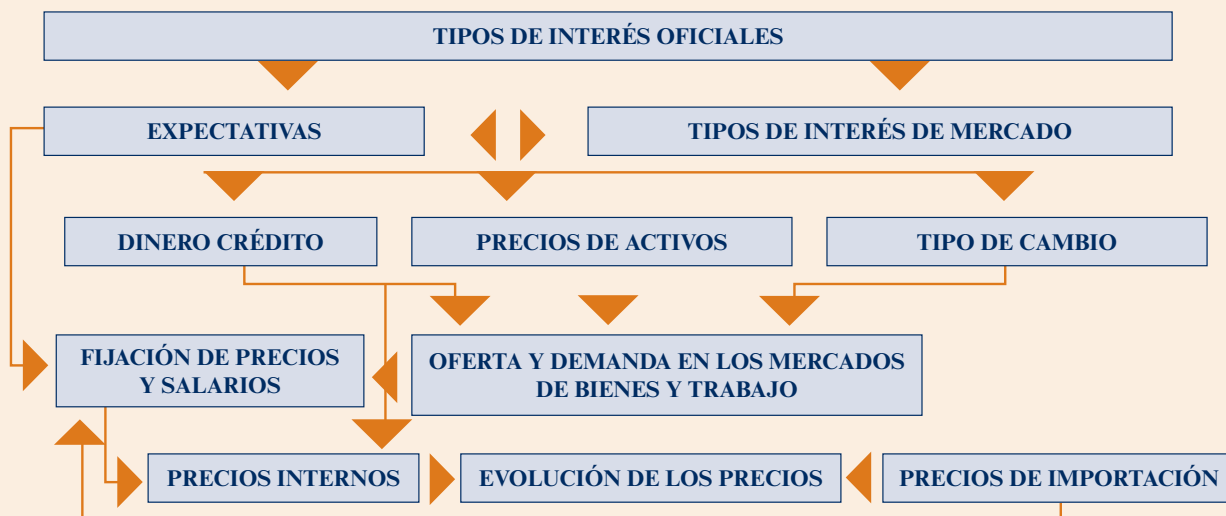 TIPOS DE INTERÉS OFICIALES
EXPECTATIVAS
TIPOS DE INTERÉS DE MERCADO
DINERO CRÉDITO
PRECIOS DE ACTIVOS
TIPO DE CAMBIO
FIJACIÓN DE PRECIOS
Y SALARIOS
OFERTA Y DEMANDA EN LOS MERCADOS
DE BIENES Y TRABAJO
PRECIOS INTERNOS
EVOLUCIÓN DE LOS PRECIOS
PRECIOS DE IMPORTACIÓN